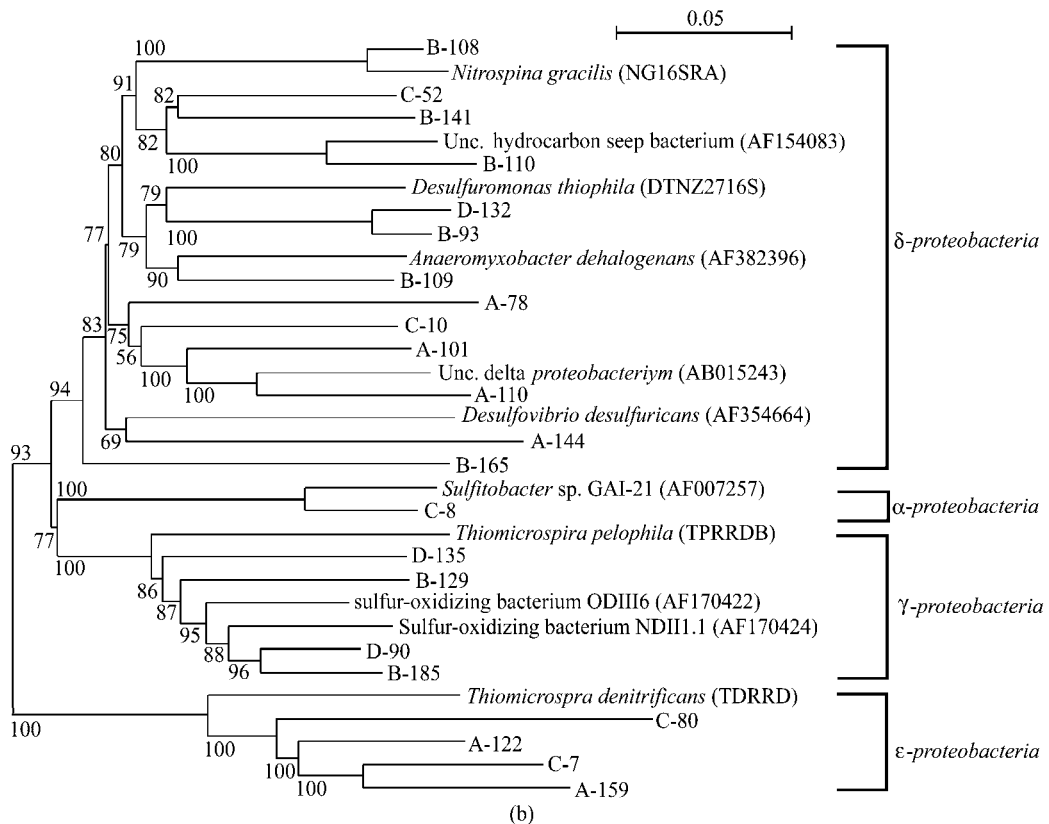 0.05
100
B-108
Nitrospina gracilis (NG16SRA)
91
82
C-52
B-141
82
Unc. hydrocarbon seep bacterium (AF154083)
100
B-110
80
79
Desulfuromonas thiophila (DTNZ2716S)
D-132
100
B-93
77
79
Anaeromyxobacter dehalogenans (AF382396)
90
B-109
δ-proteobacteria
A-78
83
75
C-10
56
A-101
100
Unc. delta proteobacteriym (AB015243)
100
A-110
94
Desulfovibrio desulfuricans (AF354664)
69
A-144
93
B-165
100
Sulfitobacter sp. GAI-21 (AF007257)
C-8
α-proteobacteria
77
Thiomicrospira pelophila (TPRRDB)
100
D-135
86
B-129
87
sulfur-oxidizing bacterium ODIII6 (AF170422)
95
Sulfur-oxidizing bacterium NDII1.1 (AF170424)
88
D-90
96
B-185
γ-proteobacteria
Thiomicrospra denitrificans (TDRRD)
100
C-80
100
A-122
100
C-7
100
A-159
ε-proteobacteria
(b)